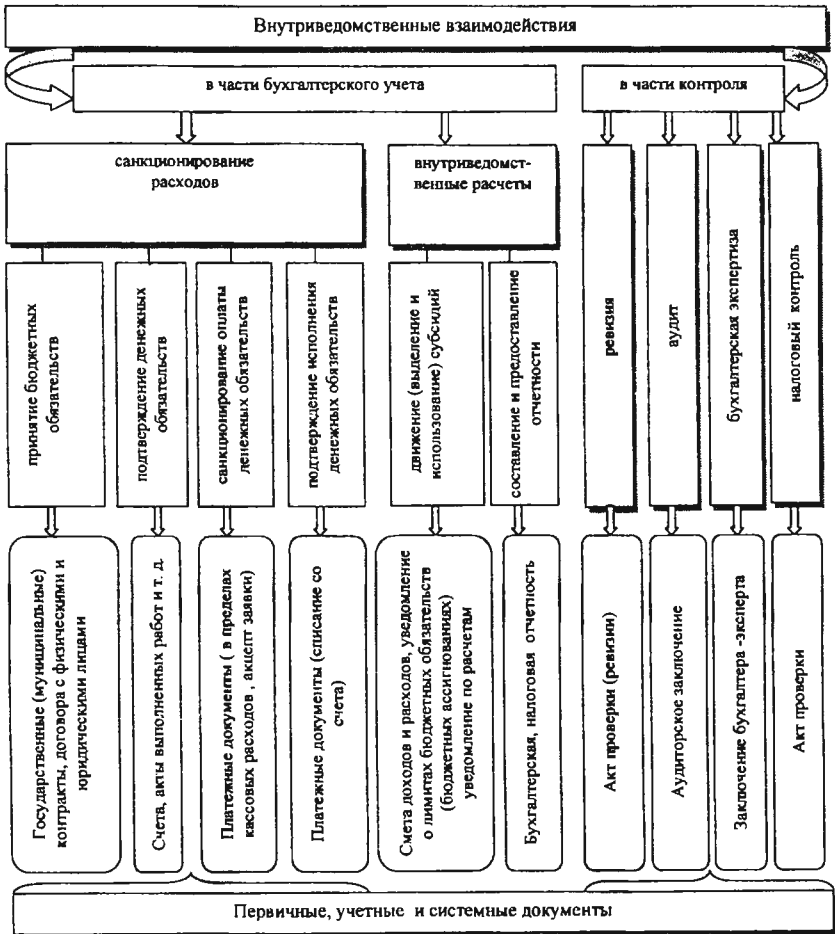 Внутриведомственные взаимодействия
в части бухгалтерского учета
в части контроля
санкционирование
расходов
внутриведомст-
венные расчеты
принятие бюджетных
обязательств
подтверждение денежных
обязательств
санкционирование оплаты
денежных обязательств
подтверждение исполнения
денежных обязательств
движение (выделение и
использование) субсидий
составление и предоставление
отчетности
ревизия
аудит
бухгалтерская экспертиза
налоговый контроль
Государственные (муниципальные)
контракты, договора с физическими и
юридическими лицами
Счета, акты выполненных работ и т. д.
Платежные документы ( в пределах
кассовых расходов , акцепт заявки)
Платежные документы (списание со
счета)
Смета доходов и расходов, уведомление
о лимитах бюджетных обязательств
(бюджетных ассигнованиях)
уведомление по расчетам
Бухгалтерская, налоговая отчетность
Акт проверки (ревизии)
Аудиторское заключение
Заключение бухгалтера -эксперта
Акт проверки
Первичные, учетные и системные документы